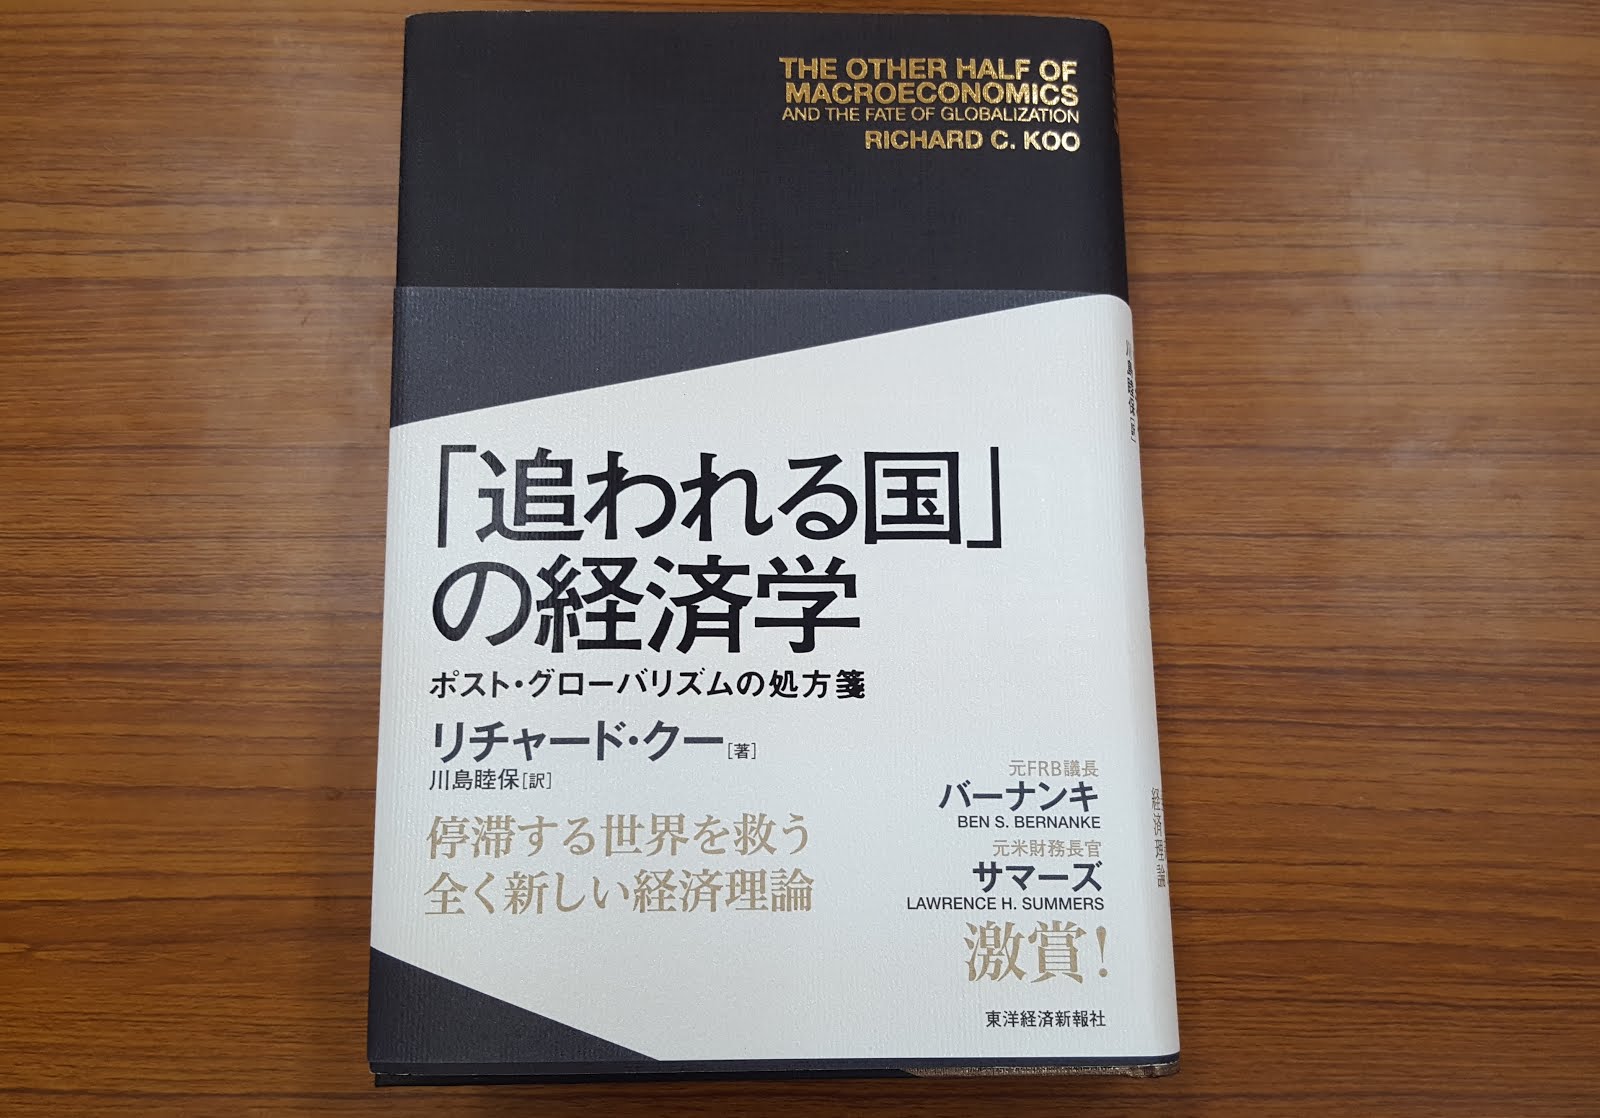 THE OTHER HALF OF
MACROECONOMICS
AND THE FATE OF GLOBALIZATION
RICHARD C. KOO
「追われる国」
の経済学
ポスト・グローバリズムの処方箋
リチャード・クー[著]
川島睦保[訳]
停滞する世界を救う
全く新しい経済理論
元FRB議長
バーナンキ
BEN S. BERNANKE
元米財務長官
サマーズ
LAWRENCE H. SUMMERS
激賞!
東洋経済新報社
経済理論